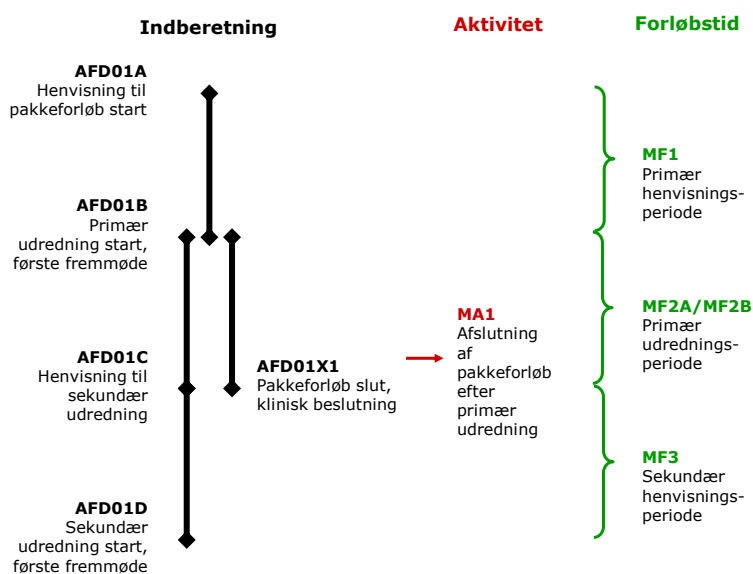 Indberetning
Aktivitet
Forløbstid
AFD01A
Henvisning til
pakkeforløb start
MF1
Primær
henvisnings-
periode
AFD01B
Primær
udredning start,
første fremmøde
MF2A/MF2B
Primær
udrednings-
periode
MA1
Afslutning
af
pakkeforløb
efter
primær
udredning
AFD01C
Henvisning til
sekundær
udredning
AFD01X1
Pakkeforløb slut,
klinisk beslutning
MF3
Sekundær
henvisnings-
periode
AFD01D
Sekundær
udredning start,
første fremmøde